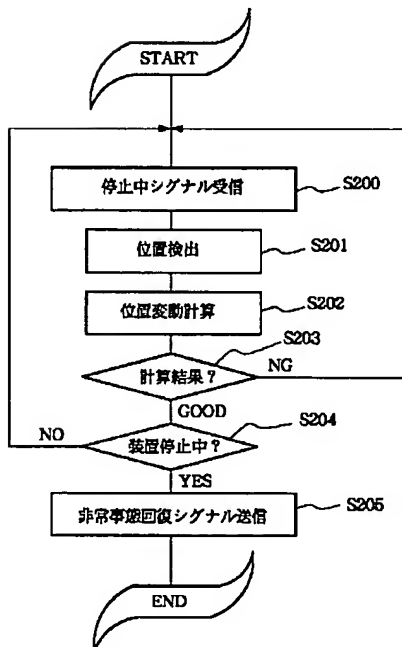 START
停止中シグナル受信
S200
位置検出
S201
位置変動計算
S202
S203
計算結果？
NG
GOOD
S204
NO
装置停止中？
YES
S205
非常事態回復シグナル送信
END